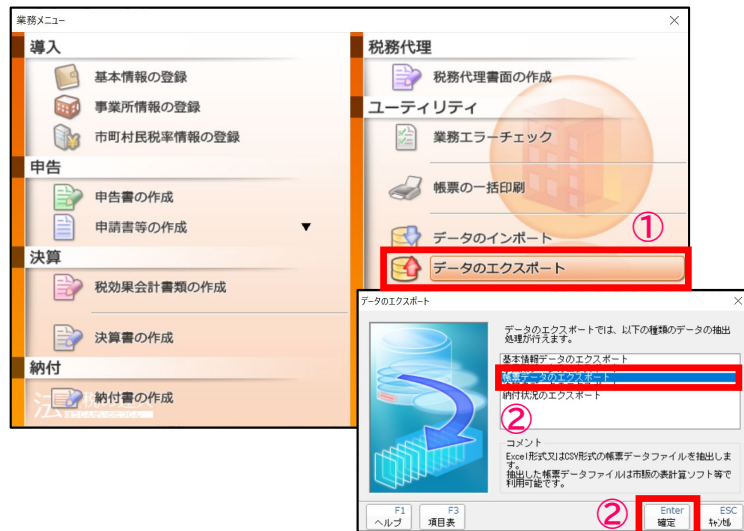 業務メニュー
導入
基本情報の登録
事業所情報の登録
市町村民税率情報の登録
申告
申告書の作成
申請書等の作成 ▼
決算
税効果会計書類の作成
決算書の作成
納付
納付書の作成
税務代理
税務代理書面の作成
ユーティリティ
業務エラーチェック
帳票の一括印刷
データのインポート
①
データのエクスポート
データのエクスポート
データのエクスポートでは、以下の種類のデータの抽出
処理が行えます。
基本情報データのエクスポート
帳票データのエクスポート
納付状況のエクスポート
②
コメント
Excel形式又はCSV形式の帳票データファイルを抽出しま
す。
抽出した帳票データファイルは市販の表計算ソフト等で
利用可能です。
F1
ヘルプ
F3
項目表
②
Enter
確定
ESC
キャンセル